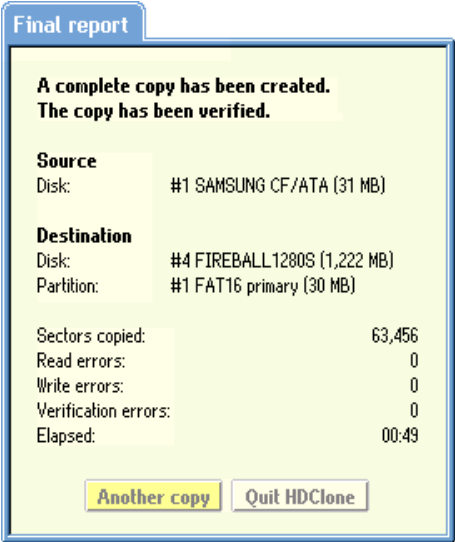 Final report
A complete copy has been created.
The copy has been verified.
Source
Disk: #1 SAMSUNG CF/ATA (31 MB)
Destination
Disk: #4 FIREBALL1280S (1,222 MB)
Partition: #1 FAT16 primary (30 MB)
Sectors copied: 63,456
Read errors: 0
Write errors: 0
Verification errors: 0
Elapsed: 00:49
Another copy Quit HDClone